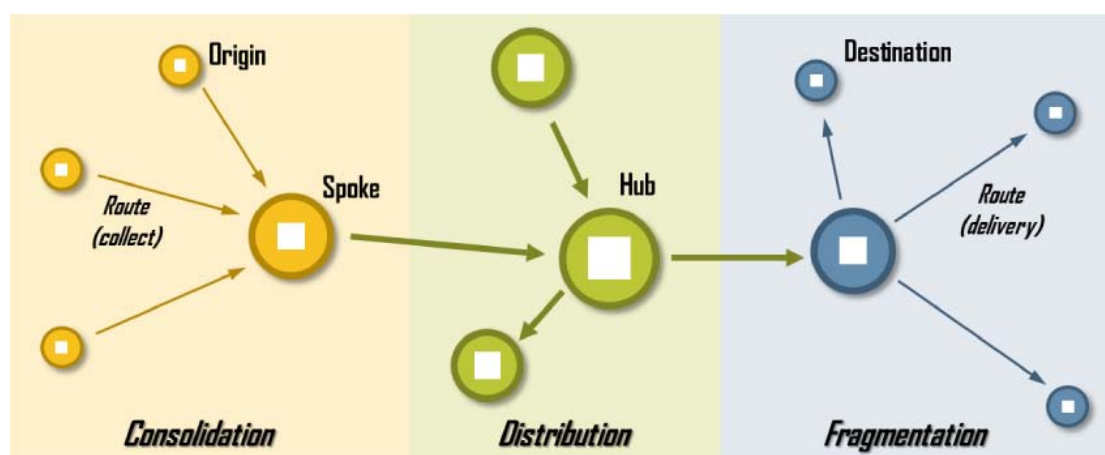 Origin
Spoke
Route
(collect)
Consolidation
Hub
Distribution
Destination
Route
(delivery)
Fragmentation